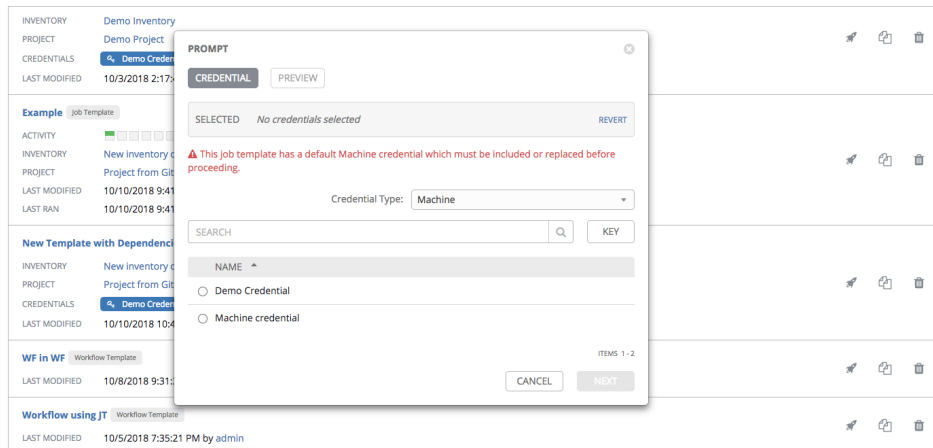 INVENTORY Demo Inventory
PROJECT Demo Project
CREDENTIALS Demo Creden
LAST MODIFIED 10/3/2018 2:17:
Example Job Template
ACTIVITY
INVENTORY New inventory
PROJECT Project from Git
LAST MODIFIED 10/10/2018 9:41
LAST RAN 10/10/2018 9:41
New Template with Dependenci
INVENTORY New inventory
PROJECT Project from Git
CREDENTIALS Demo Creden
LAST MODIFIED 10/10/2018 10:4
WF in WF Workflow Template
LAST MODIFIED 10/8/2018 9:31:
Workflow using JT Workflow Template
LAST MODIFIED 10/5/2018 7:35:21 PM by admin
PROMPT
CREDENTIAL PREVIEW
SELECTED No credentials selected REVERT
This job template has a default Machine credential which must be included or replaced before
proceeding.
Credential Type: Machine
SEARCH KEY
NAME
Demo Credential
Machine credential
ITEMS 1 - 2
CANCEL NEXT